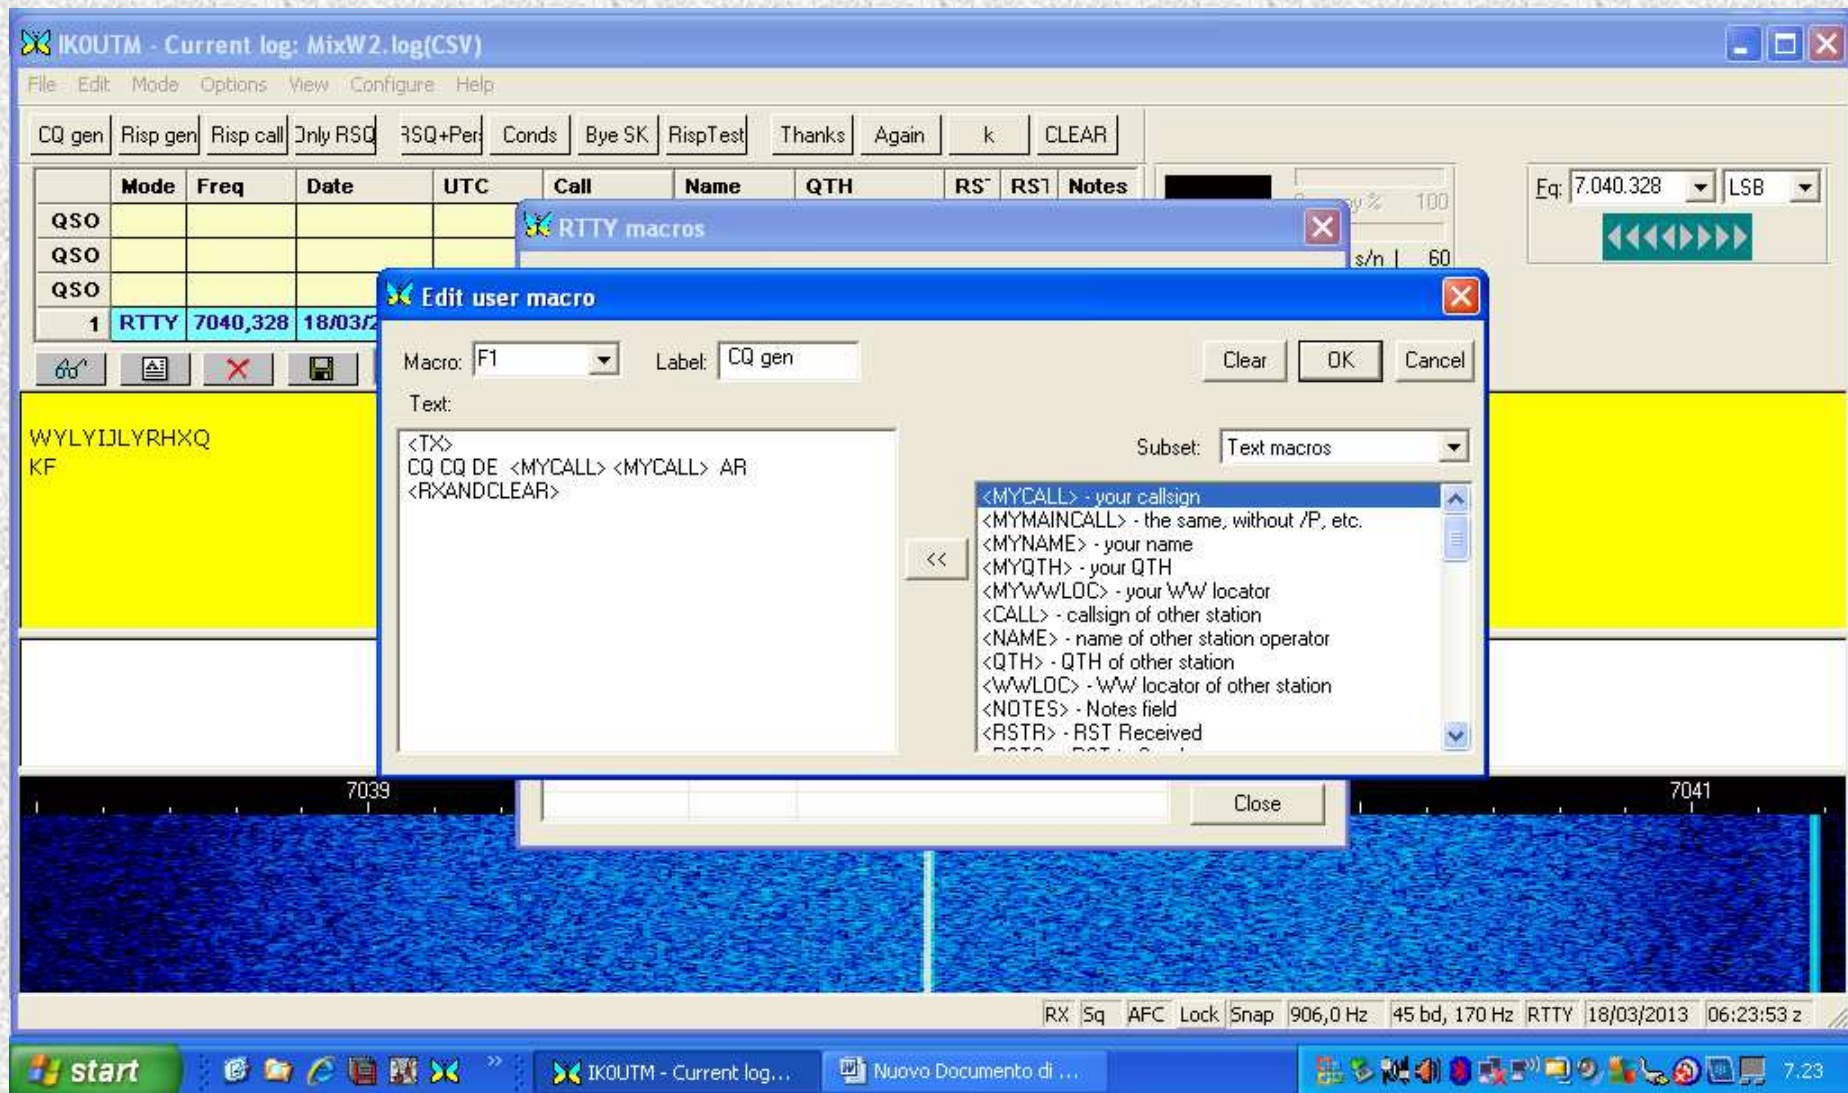 IK0UTM - Current log: MixW2.log(CSV)
File Edit Mode Options View Configure Help
CQ gen Risp gen Risp call Only RSQ RSQ+Per Conds Bye SK RispTest Thanks Again k CLEAR
Mode Freq Date UTC Call Name QTH RST RST Notes
100
Fq: 7.040.328 LSB
QSO
RTTY macros
QSO
s/n 60
QSO
Edit user macro
1 RTTY 7040,328 18/03/2
Macro: F1 Label: CQ gen Clear OK Cancel
Text:
<TX>
CQ CQ DE <MYCALL> <MYCALL> AR
<RXANDCLEAR>
WYLYIJLYRHXQ
KF
Subset: Text macros
<<
<MYCALL> - your callsign
<MYMAINCALL> - the same, without /P, etc.
<MYNAME> - your name
<MYQTH> - your QTH
<MYWWLOC> - your WW locator
<CALL> - callsign of other station
<NAME> - name of other station operator
<QTH> - QTH of other station
<WWLOC> - WW locator of other station
<NOTES> - Notes field
<RSTR> - RST Received
7039 7041
Close
RX Sq AFC Lock Snap 906,0 Hz 45 bd, 170 Hz RTTY 18/03/2013 06:23:53 z
start IK0UTM - Current log... Nuovo Documento di ... 7.23